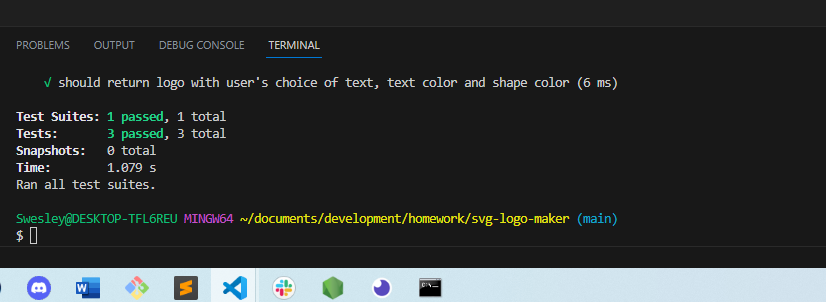 PROBLEMS OUTPUT DEBUG CONSOLE TERMINAL
√ should return logo with user's choice of text, text color and shape color (6 ms)
Test Suites: 1 passed, 1 total
Tests: 3 passed, 3 total
Snapshots: 0 total
Time: 1.079 s
Ran all test suites.
Swesley@DESKTOP-TFL6REU MINGW64 ~/documents/development/homework/svg-logo-maker (main)
$